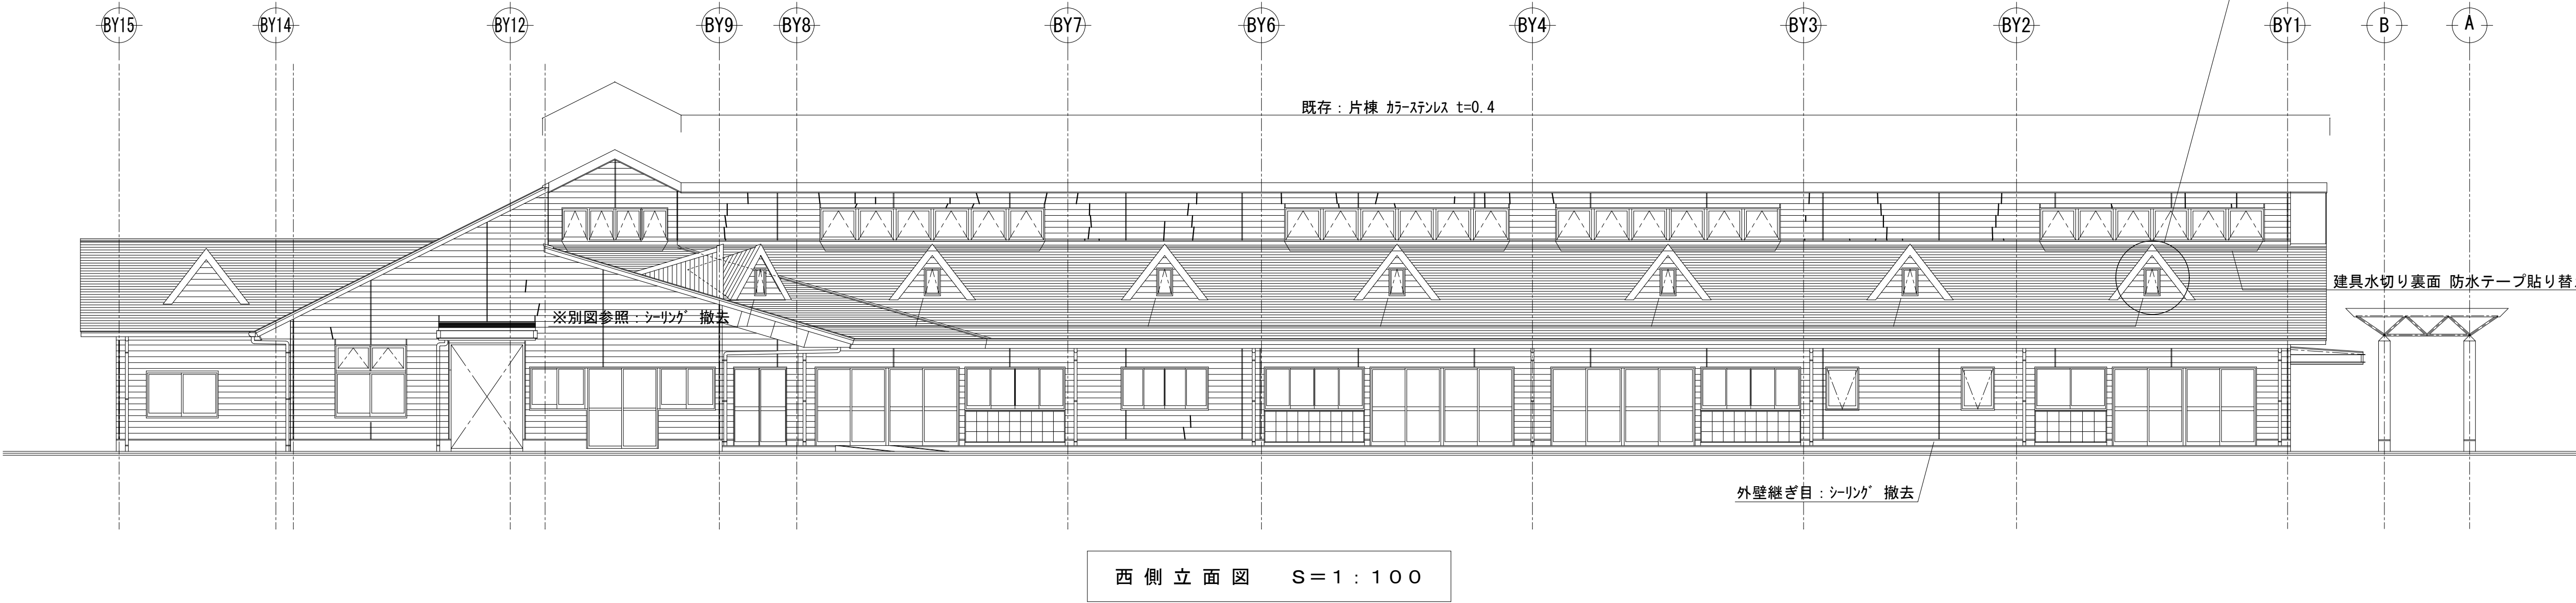 BY15 BY14 BY12 BY9 BY8 BY7 BY6 BY4 BY3 BY2 BY1 B A
既存：片棟 ｶﾗｰｽﾃﾝﾚｽ t=0.4
建具水切り裏面 防水テープ貼り替
※別図参照：ｼｰﾘﾝｸﾞ 撤去
外壁継ぎ目：ｼｰﾘﾝｸﾞ 撤去
西側立面図　S＝1：100